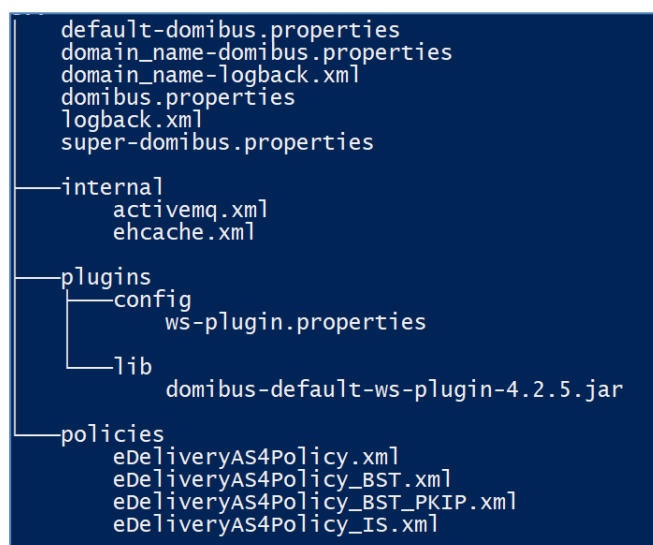 default-domibus.properties
domain_name-domibus.properties
domain_name-logback.xml
domibus.properties
logback.xml
super-domibus.properties
internal
activemq.xml
ehcache.xml
plugins
config
ws-plugin.properties
lib
domibus-default-ws-plugin-4.2.5.jar
policies
eDeliveryAS4Policy.xml
eDeliveryAS4Policy_BST.xml
eDeliveryAS4Policy_BST_PKIP.xml
eDeliveryAS4Policy_IS.xml